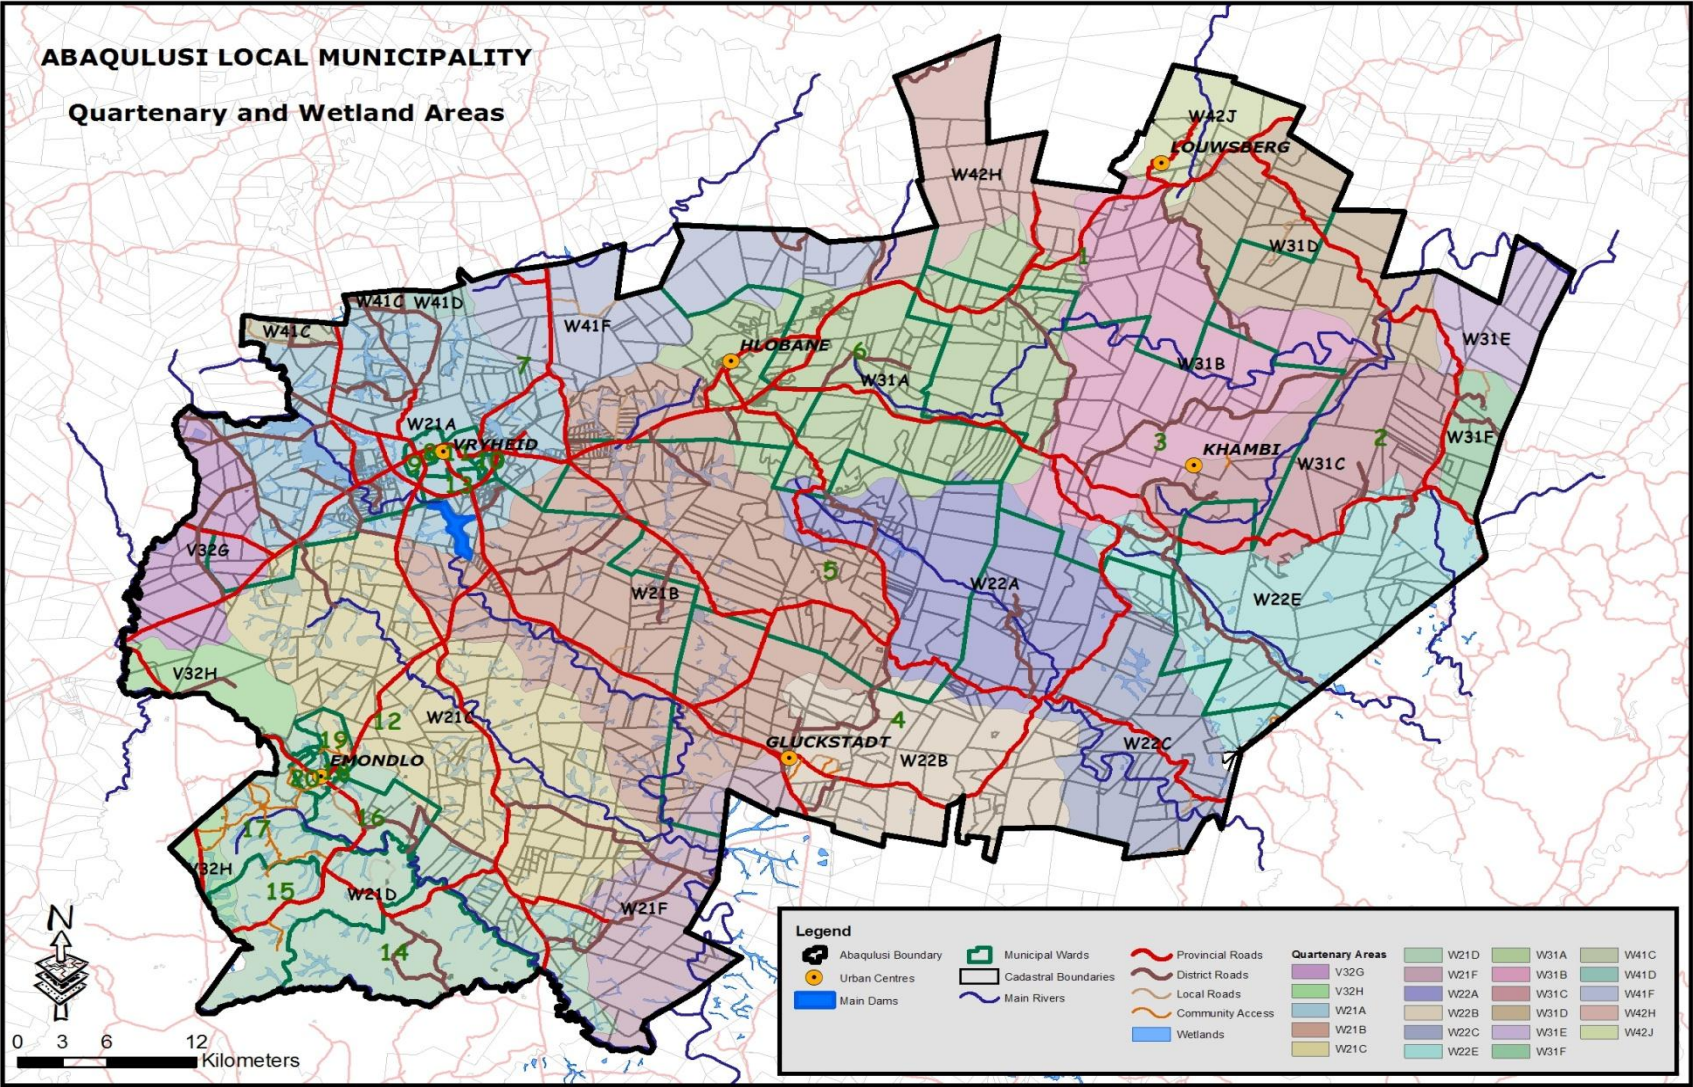 ABAQULUSI LOCAL MUNICIPALITY
Quartenary and Wetland Areas
W42J
LOUWSBERG
W42H
W31D
1
W41C
W41D
W41C
W41F
W31E
HLOBANE
6
7
W31A
W31B
W21A
VRYHEID
9
8
13
3
KHAMBI
2
W31F
W31C
V32G
5
W22A
W21B
W22E
V32H
12
W21C
4
19
GLUCKSTADT
W22C
EMONDLO
W22B
20
16
17
V32H
15
W21D
W21F
14
N
0 3 6 12
Kilometers
Legend
Abaqulusi Boundary
Urban Centres
Main Dams
Municipal Wards
Cadastral Boundaries
Main Rivers
Provincial Roads
District Roads
Local Roads
Community Access
Wetlands
Quartenary Areas
V32G
V32H
W21A
W21B
W21C
W21D
W21F
W22A
W22B
W22C
W22E
W31A
W31B
W31C
W31D
W31E
W31F
W41C
W41D
W41F
W42H
W42J